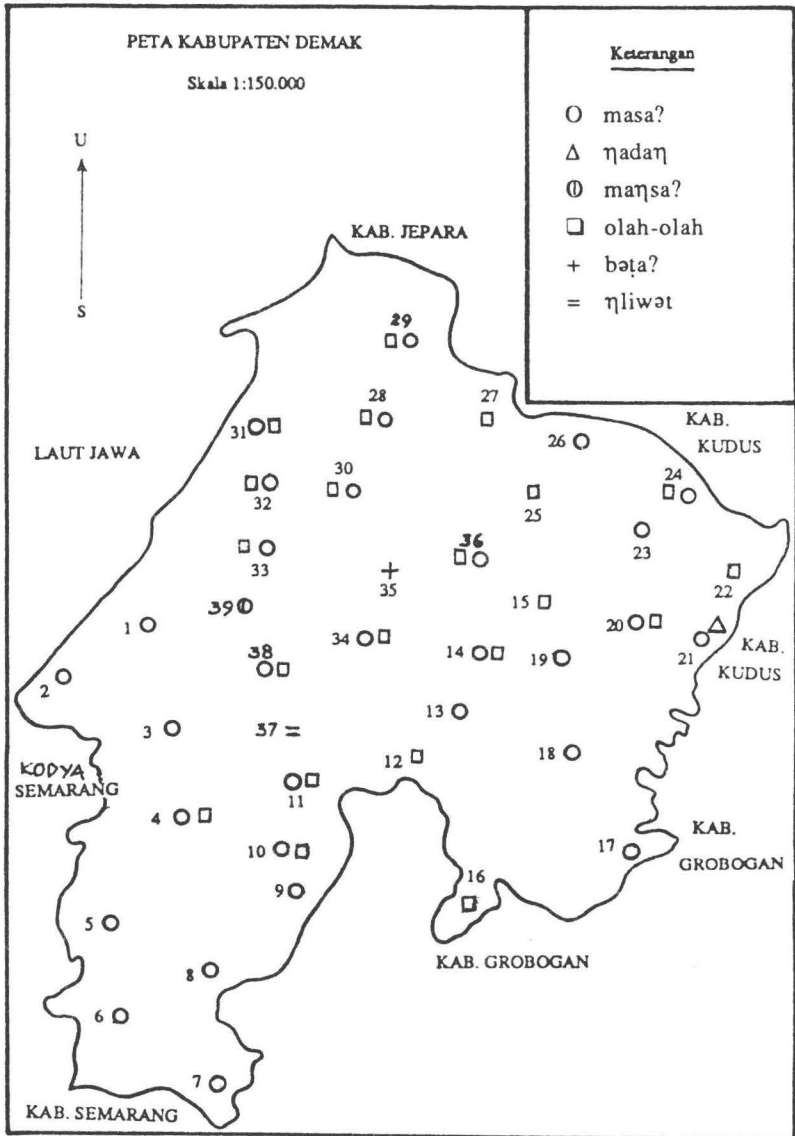 PETA KABUPATEN DEMAK
Skala 1:150.000
U
S
Keterangan
O masa?
Δ ηadaη
⦶ maηsa?
□ olah-olah
+ bəṭa?
= ηliwət
KAB. JEPARA
LAUT JAWA
KAB.
KUDUS
KAB.
KUDUS
KODYA
SEMARANG
KAB.
GROBOGAN
KAB. GROBOGAN
KAB. SEMARANG
29
28
27
31
26
24
32
30
25
23
33
36
35
22
39
15
1
20
34
21
38
14
19
2
13
3
37
12
18
11
4
10
17
9
16
5
8
6
7